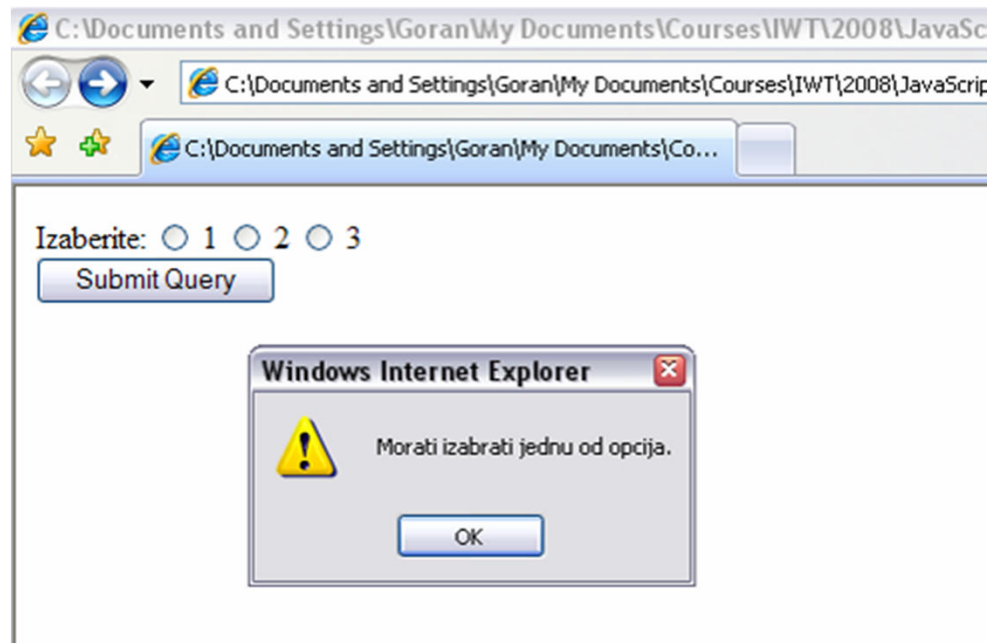 C:\Documents and Settings\Goran\My Documents\Courses\IWT\2008\JavaSc
C:\Documents and Settings\Goran\My Documents\Courses\IWT\2008\JavaScrip
C:\Documents and Settings\Goran\My Documents\Co...
Izaberite: 1 2 3
Submit Query
Windows Internet Explorer
Morati izabrati jednu od opcija.
OK